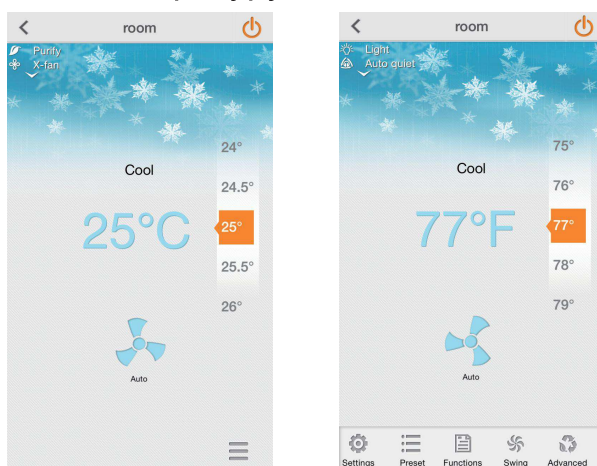 room
Purify
X-fan
Cool
24°
24.5°
25°C
25°
25.5°
26°
Auto
room
Light
Auto quiet
Cool
75°
76°
77°F
77°
78°
79°
Auto
Settings
Preset
Functions
Swing
Advanced